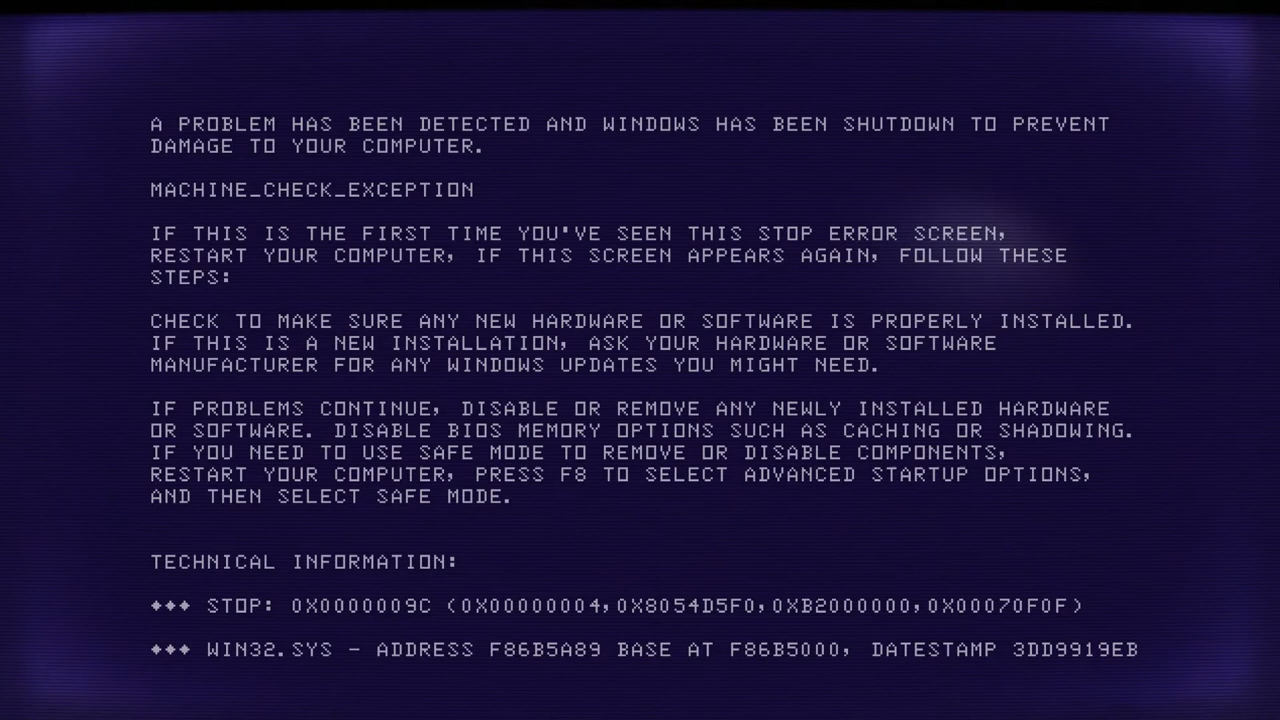 A PROBLEM HAS BEEN DETECTED AND WINDOWS HAS BEEN SHUTDOWN TO PREVENT
DAMAGE TO YOUR COMPUTER.
MACHINE_CHECK_EXCEPTION
IF THIS IS THE FIRST TIME YOU'VE SEEN THIS STOP ERROR SCREEN,
RESTART YOUR COMPUTER, IF THIS SCREEN APPEARS AGAIN, FOLLOW THESE
STEPS:
CHECK TO MAKE SURE ANY NEW HARDWARE OR SOFTWARE IS PROPERLY INSTALLED.
IF THIS IS A NEW INSTALLATION, ASK YOUR HARDWARE OR SOFTWARE
MANUFACTURER FOR ANY WINDOWS UPDATES YOU MIGHT NEED.
IF PROBLEMS CONTINUE, DISABLE OR REMOVE ANY NEWLY INSTALLED HARDWARE
OR SOFTWARE. DISABLE BIOS MEMORY OPTIONS SUCH AS CACHING OR SHADOWING.
IF YOU NEED TO USE SAFE MODE TO REMOVE OR DISABLE COMPONENTS,
RESTART YOUR COMPUTER, PRESS F8 TO SELECT ADVANCED STARTUP OPTIONS,
AND THEN SELECT SAFE MODE.
TECHNICAL INFORMATION:
*** STOP: 0X0000009C (0X00000004,0X8054D5F0,0XB2000000,0X00070F0F)
*** WIN32.SYS - ADDRESS F86B5A89 BASE AT F86B5000, DATESTAMP 3DD9919EB